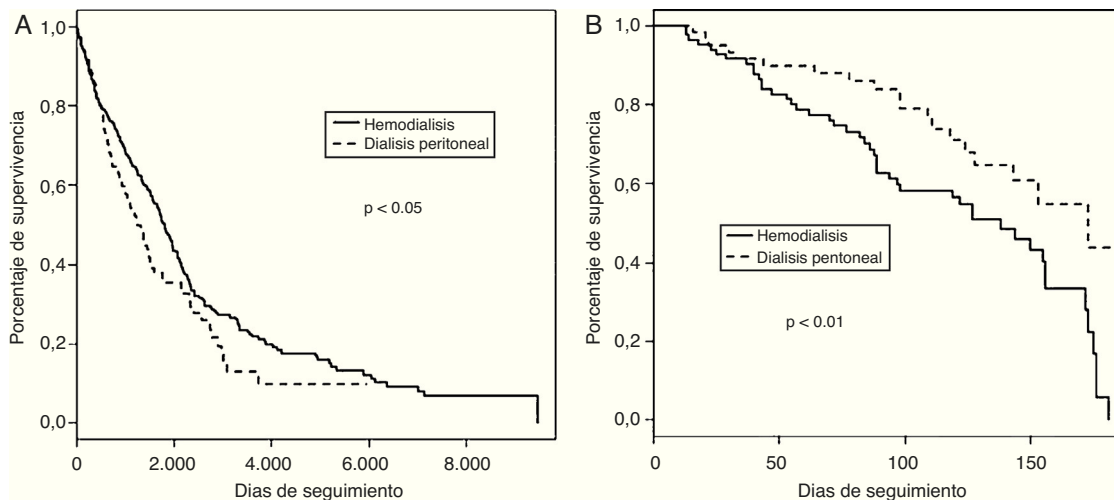 A
Porcentaje de supervivencia
1,0
0,8
0,6
0,4
0,2
0,0
Hemodialisis
Dialisis peritoneal
p < 0.05
0
2.000
4.000
6.000
8.000
Dias de seguimiento
B
Porcentaje de supervivencia
1,0
0,8
0,6
0,4
0,2
0,0
Hemodialisis
Dialisis pentoneal
p < 0.01
0
50
100
150
Dias de seguimiento